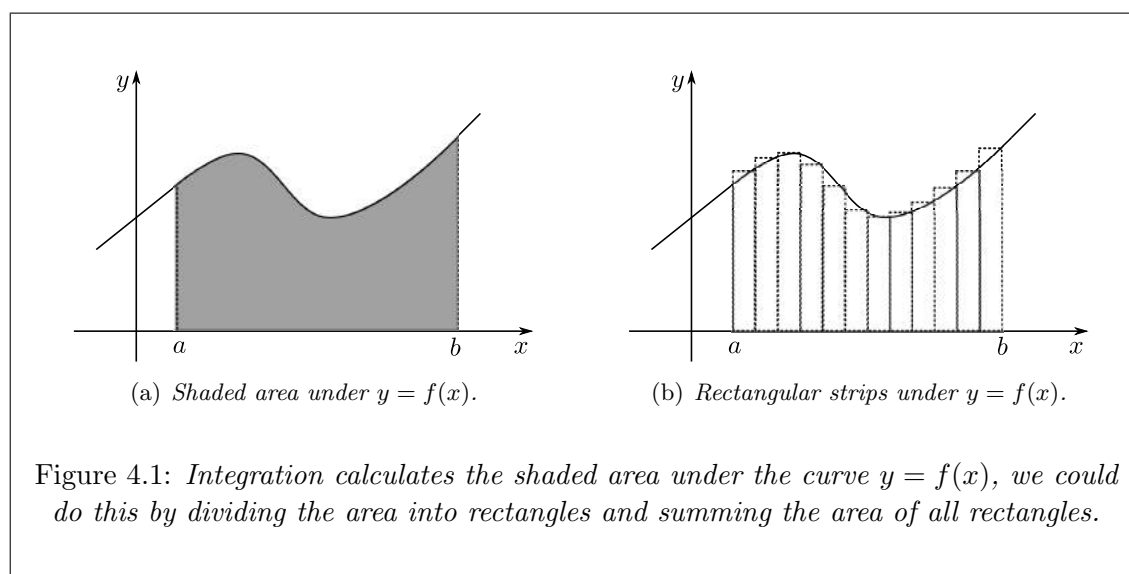 y
a
b
x
(a) Shaded area under y = f(x).
y
a
b
x
(b) Rectangular strips under y = f(x).
Figure 4.1: Integration calculates the shaded area under the curve y = f(x), we could
do this by dividing the area into rectangles and summing the area of all rectangles.